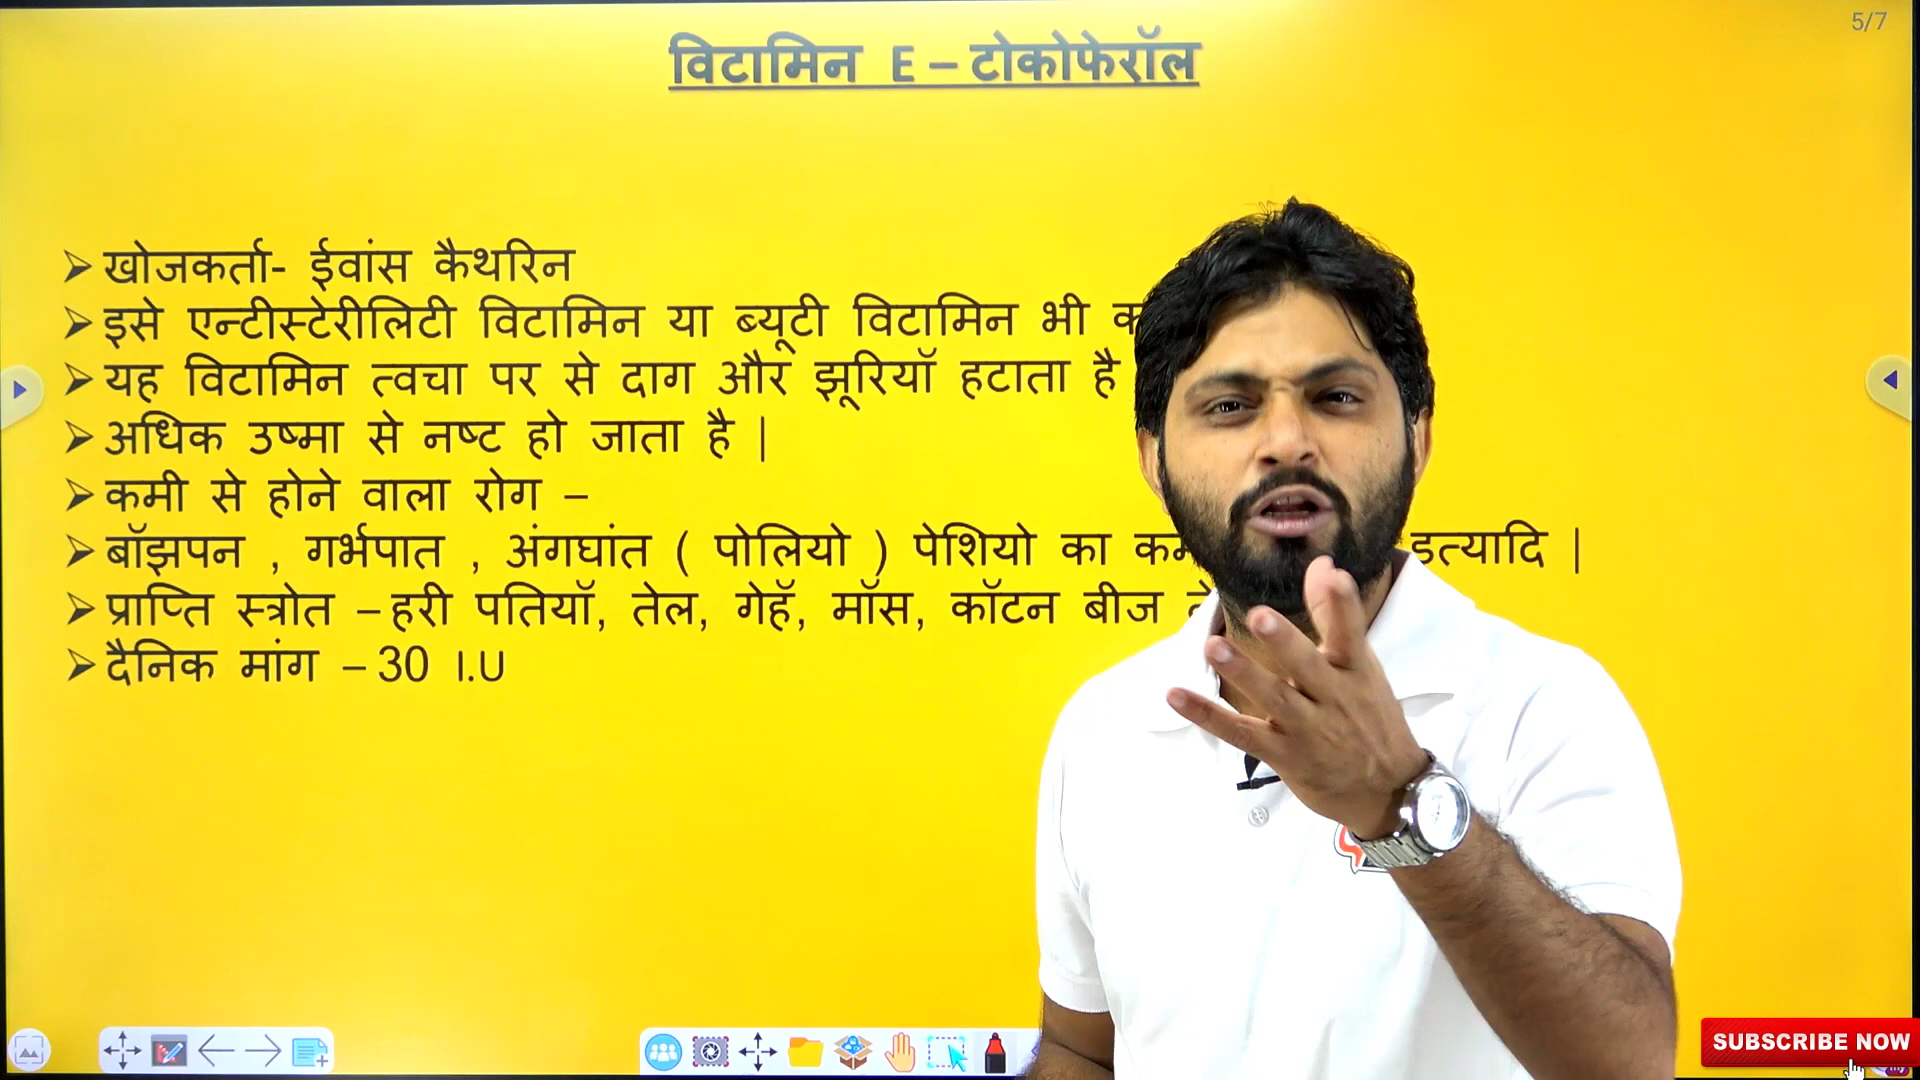 5/7
विटामिन E – टोकोफेरॉल
खोजकर्ता- ईवांस कैथरिन
इसे एन्टीस्टेरीलिटी विटामिन या ब्यूटी विटामिन भी
यह विटामिन त्वचा पर से दाग और झूरियॉ हटाता है
अधिक उष्मा से नष्ट हो जाता है |
कमी से होने वाला रोग –
बॉझपन , गर्भपात , अंगघांत ( पोलियो ) पेशियो का इत्यादि |
प्राप्ति स्त्रोत – हरी पतियॉ, तेल, गेहॅ, मॉस, कॉटन बीज
दैनिक मांग – 30 I.U
SUBSCRIBE NOW